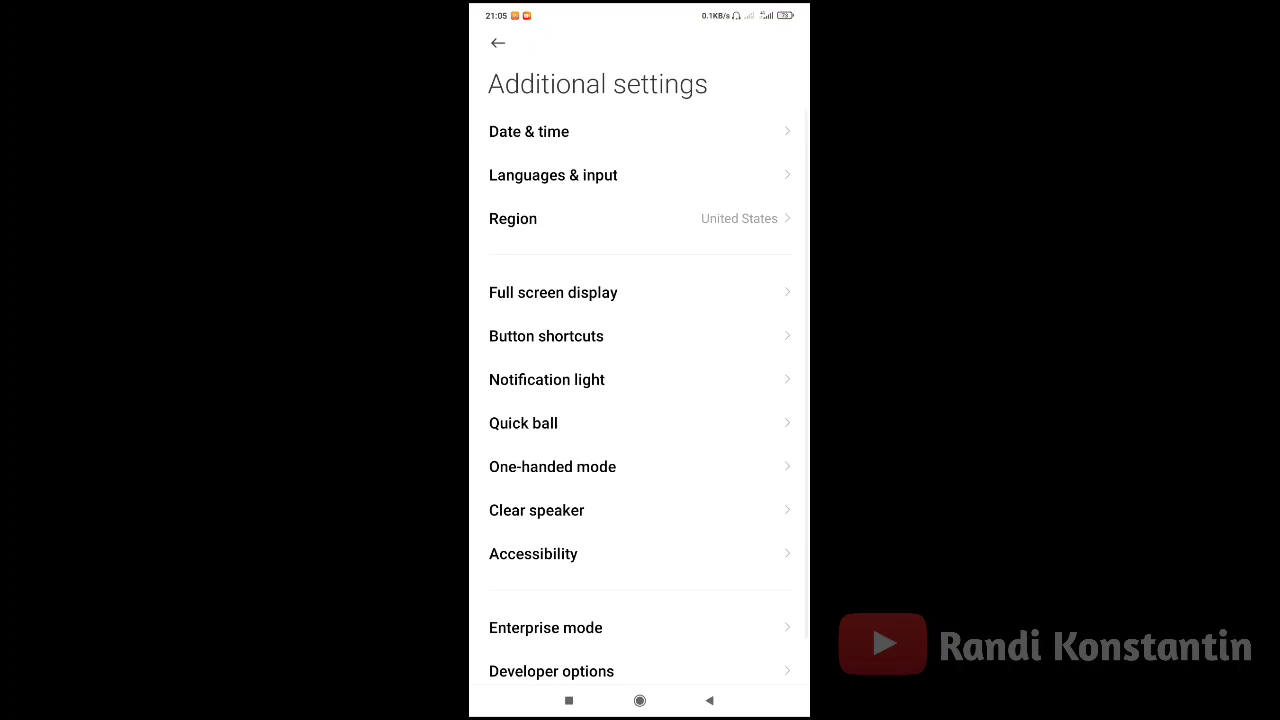 21:05 0.1KB/s 73
Additional settings
Date & time
Languages & input
Region United States
Full screen display
Button shortcuts
Notification light
Quick ball
One-handed mode
Clear speaker
Accessibility
Enterprise mode
Developer options
Randi Konstantin